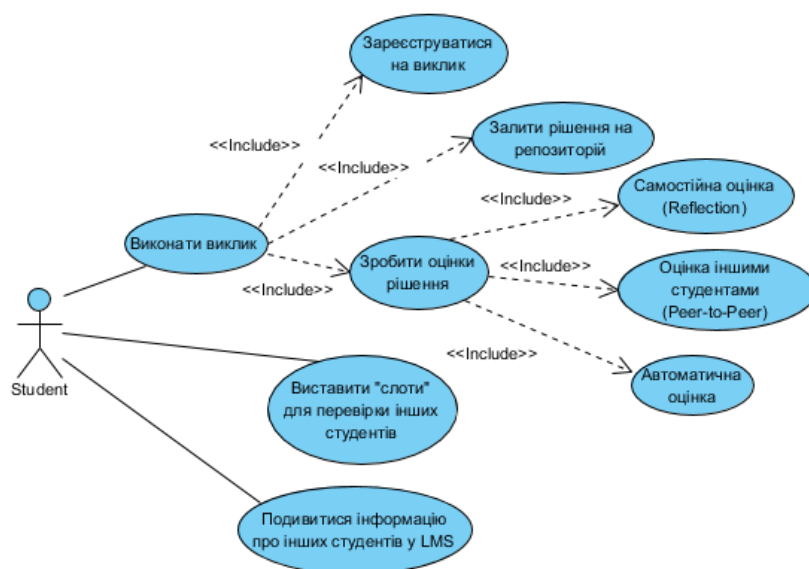 Зареєструватися
на виклик
<<Include>>
Залити рішення на
репозиторій
<<Include>>
Самостійна оцінка
(Reflection)
<<Include>>
Виконати виклик
Зробити оцінки
рішення
<<Include>>
Оцінка іншими
студентами
(Peer-to-Peer)
<<Include>>
<<Include>>
Автоматична
оцінка
Student
Виставити "слоти"
для перевірки інших
студентів
Подивитися інформацію
про інших студентів у LMS